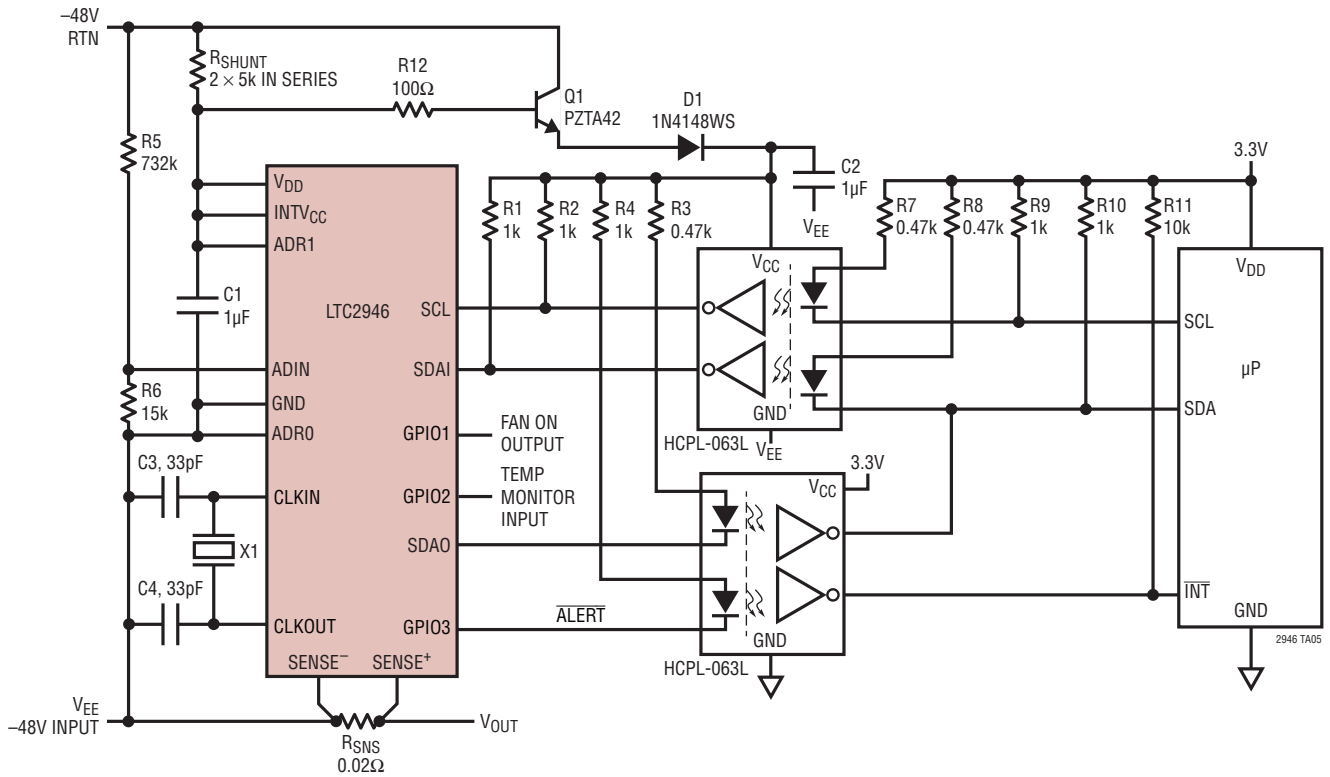 –48V
RTN
RSHUNT
2 × 5k IN SERIES
R12
100Ω
Q1
PZTA42
D1
1N4148WS
C2
1µF
VEE
3.3V
R5
732k
VDD
INTVCC
ADR1
C1
1µF
LTC2946
SCL
SDAI
ADIN
GND
ADR0
R6
15k
R1
1k
R2
1k
R4
1k
R3
0.47k
R7
0.47k
R8
0.47k
R9
1k
R10
1k
R11
10k
VCC
GND
HCPL-063L
VEE
VDD
SCL
µP
SDA
INT
GND
GPIO1
FAN ON
OUTPUT
GPIO2
TEMP
MONITOR
INPUT
SDAO
C3, 33pF
CLKIN
X1
C4, 33pF
CLKOUT
GPIO3
ALERT
3.3V
VCC
GND
HCPL-063L
2946 TA05
SENSE–
SENSE+
VEE
–48V INPUT
RSNS
0.02Ω
VOUT